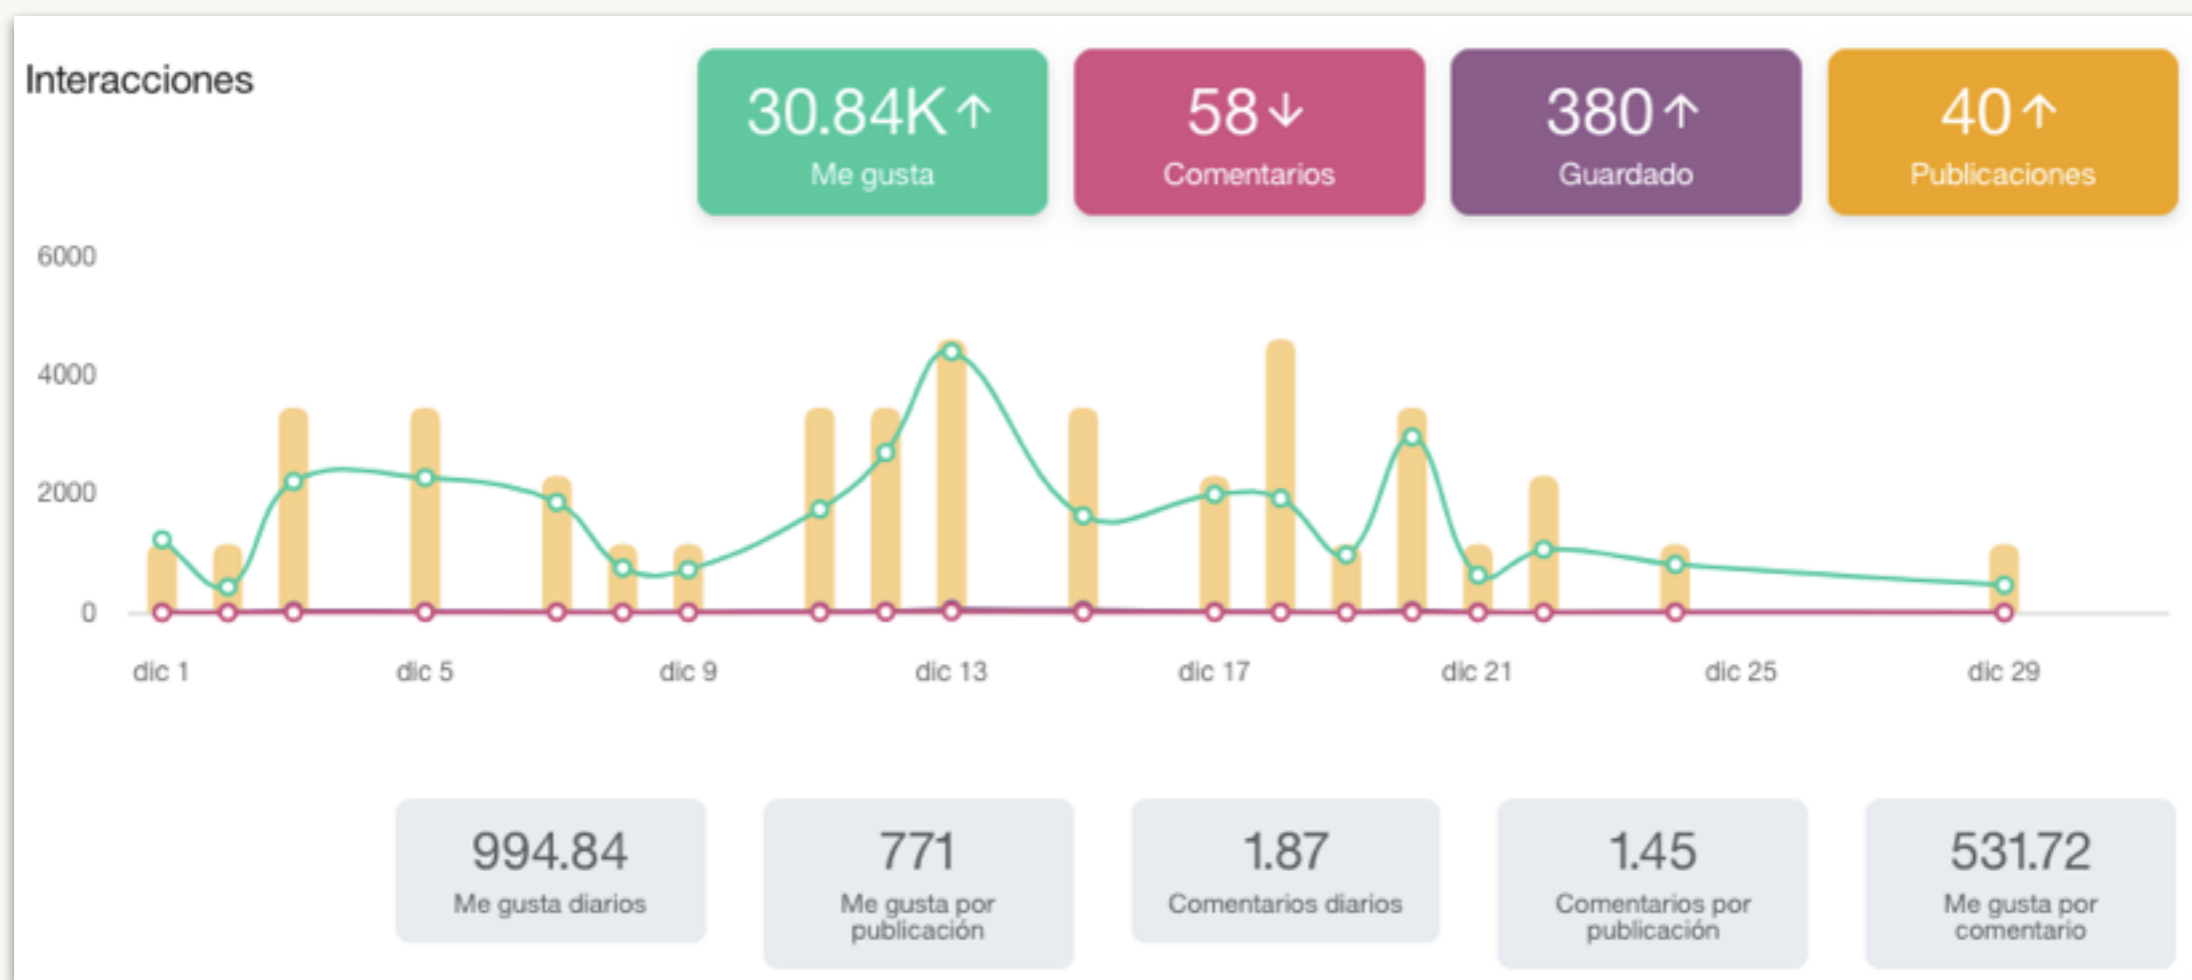 Interacciones
30.84K↑
Me gusta
58↓
Comentarios
380↑
Guardado
40↑
Publicaciones
6000
4000
2000
0
dic 1
dic 5
dic 9
dic 13
dic 17
dic 21
dic 25
dic 29
994.84
Me gusta diarios
771
Me gusta por
publicación
1.87
Comentarios diarios
1.45
Comentarios por
publicación
531.72
Me gusta por
comentario